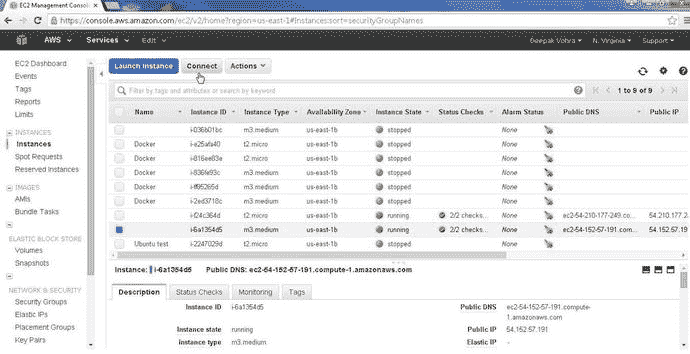 EC2 Management Console
https://console.aws.amazon.com/ec2/v2/home?region=us-east-1#Instances:sort=securityGroupNames
AWS Services Edit Deepak Vohra N. Virginia Support
EC2 Dashboard
Events
Tags
Reports
Limits
INSTANCES
Instances
Spot Requests
Reserved Instances
IMAGES
AMIs
Bundle Tasks
ELASTIC BLOCK STORE
Volumes
Snapshots
NETWORK & SECURITY
Security Groups
Elastic IPs
Placement Groups
Key Pairs
Launch Instance Connect Actions
Filter by tags and attributes or search by keyword 1 to 9 of 9
Name Instance ID Instance Type Availability Zone Instance State Status Checks Alarm Status Public DNS Public IP
i-036b01bc m3.medium us-east-1b stopped None
Docker i-e25afa40 t2.micro us-east-1b stopped None
Docker i-816ee83e t2.micro us-east-1b stopped None
Docker i-836fe93c m3.medium us-east-1b stopped None
Docker i-ff95265d m3.medium us-east-1b stopped None
Docker i-2ed3718c m3.medium us-east-1b stopped None
i-f24c364d t2.micro us-east-1b running 2/2 checks... None ec2-54-210-177-249.co... 54.210.177.2
i-6a1354d5 m3.medium us-east-1b running 2/2 checks... None ec2-54-152-57-191.com... 54.152.57.19
Ubuntu test i-2247029d t2.micro us-east-1b stopped None
Instance: i-6a1354d5 Public DNS: ec2-54-152-57-191.compute-1.amazonaws.com
Description Status Checks Monitoring Tags
Instance ID i-6a1354d5 Public DNS ec2-54-152-57-191.compute-
1.amazonaws.com
Instance state running Public IP 54.152.57.191
Instance type m3.medium Elastic IP -